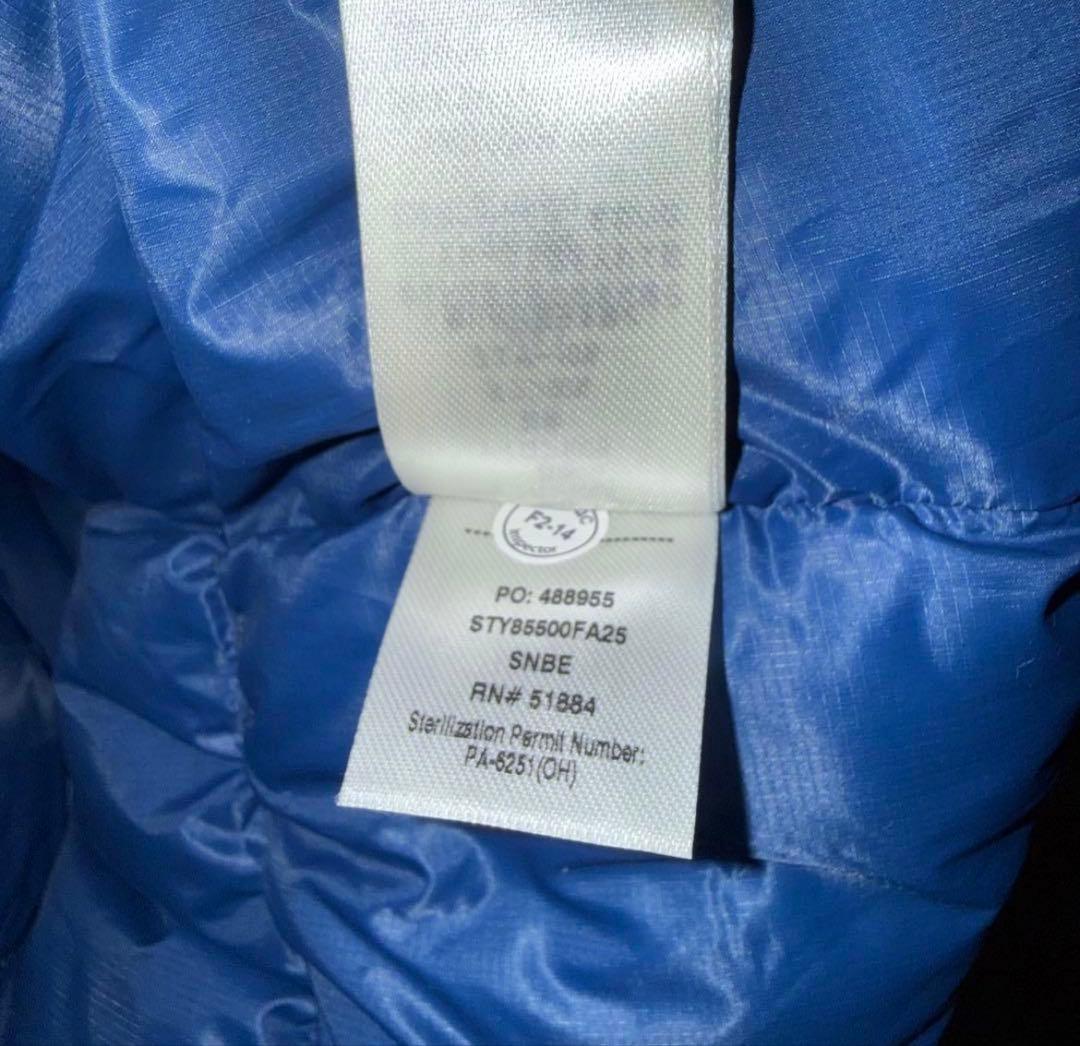 F2-14
Inspector
PO: 488955
STY85500FA25
SNBE
RN# 51884
Sterilization Permit Number:
PA-6251(OH)